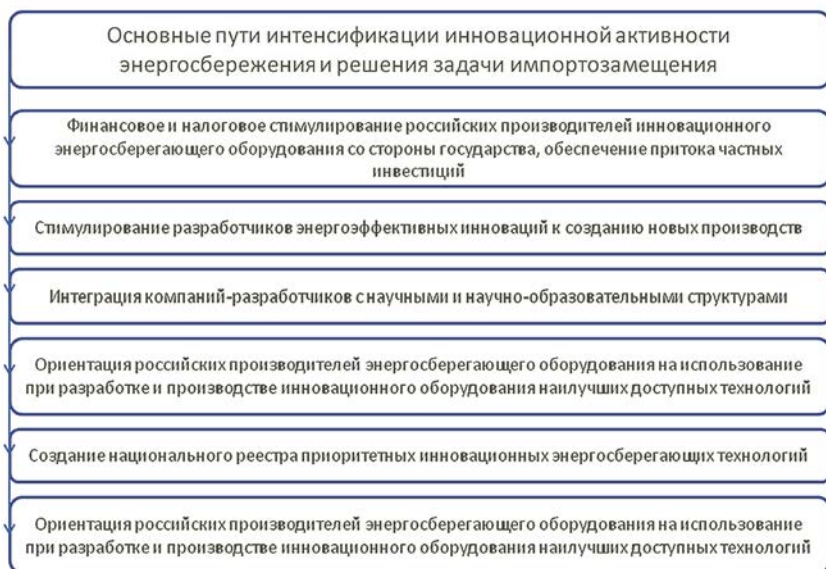 Основные пути интенсификации инновационной активности
энергосбережения и решения задачи импортозамещения
Финансовое и налоговое стимулирование российских производителей инновационного
энергосберегающего оборудования со стороны государства, обеспечение притока частных
инвестиций
Стимулирование разработчиков энергоэффективных инноваций к созданию новых производств
Интеграция компаний-разработчиков с научными и научно-образовательными структурами
Ориентация российских производителей энергосберегающего оборудования на использование
при разработке и производстве инновационного оборудования наилучших доступных технологий
Создание национального реестра приоритетных инновационных энергосберегающих технологий
Ориентация российских производителей энергосберегающего оборудования на использование
при разработке и производстве инновационного оборудования наилучших доступных технологий